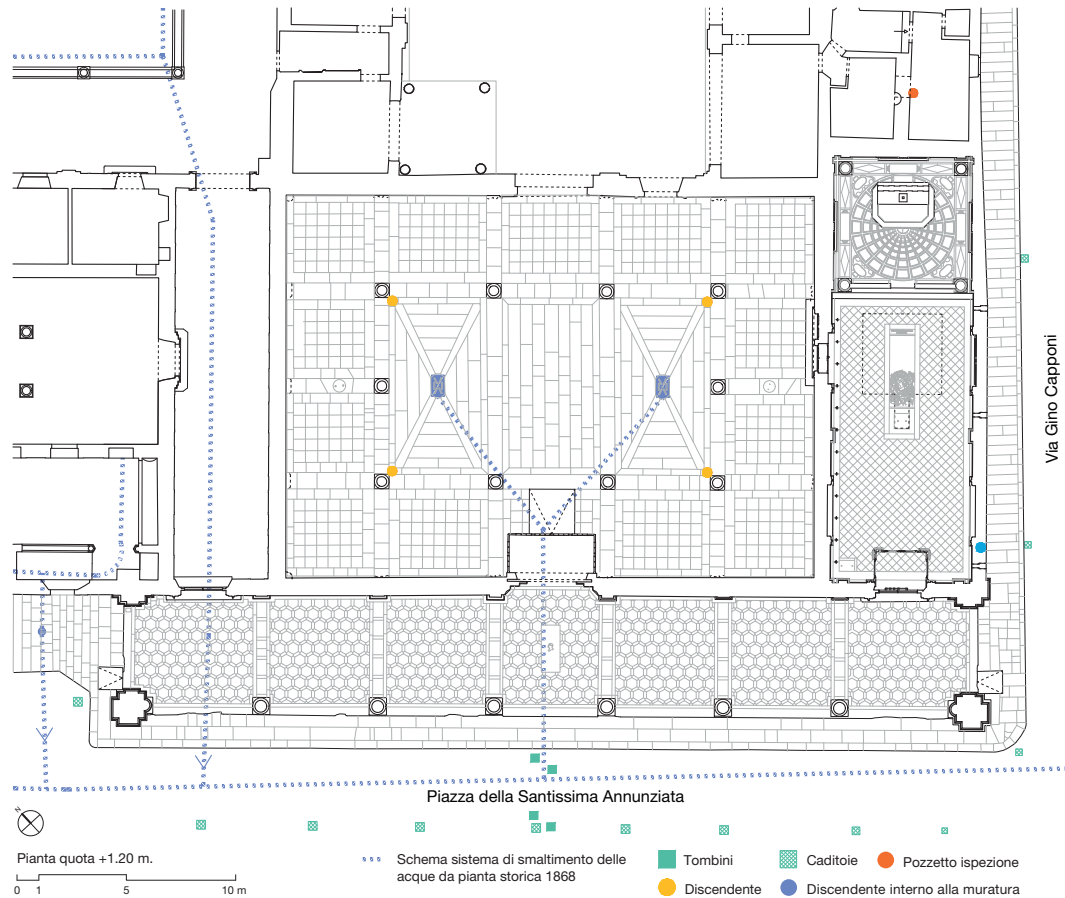 Via Gino Capponi
Piazza della Santissima Annunziata
N
Pianta quota +1.20 m.
0 1 5 10 m
Schema sistema di smaltimento delle
acque da pianta storica 1868
Tombini
Caditoie
Pozzetto ispezione
Discendente
Discendente interno alla muratura